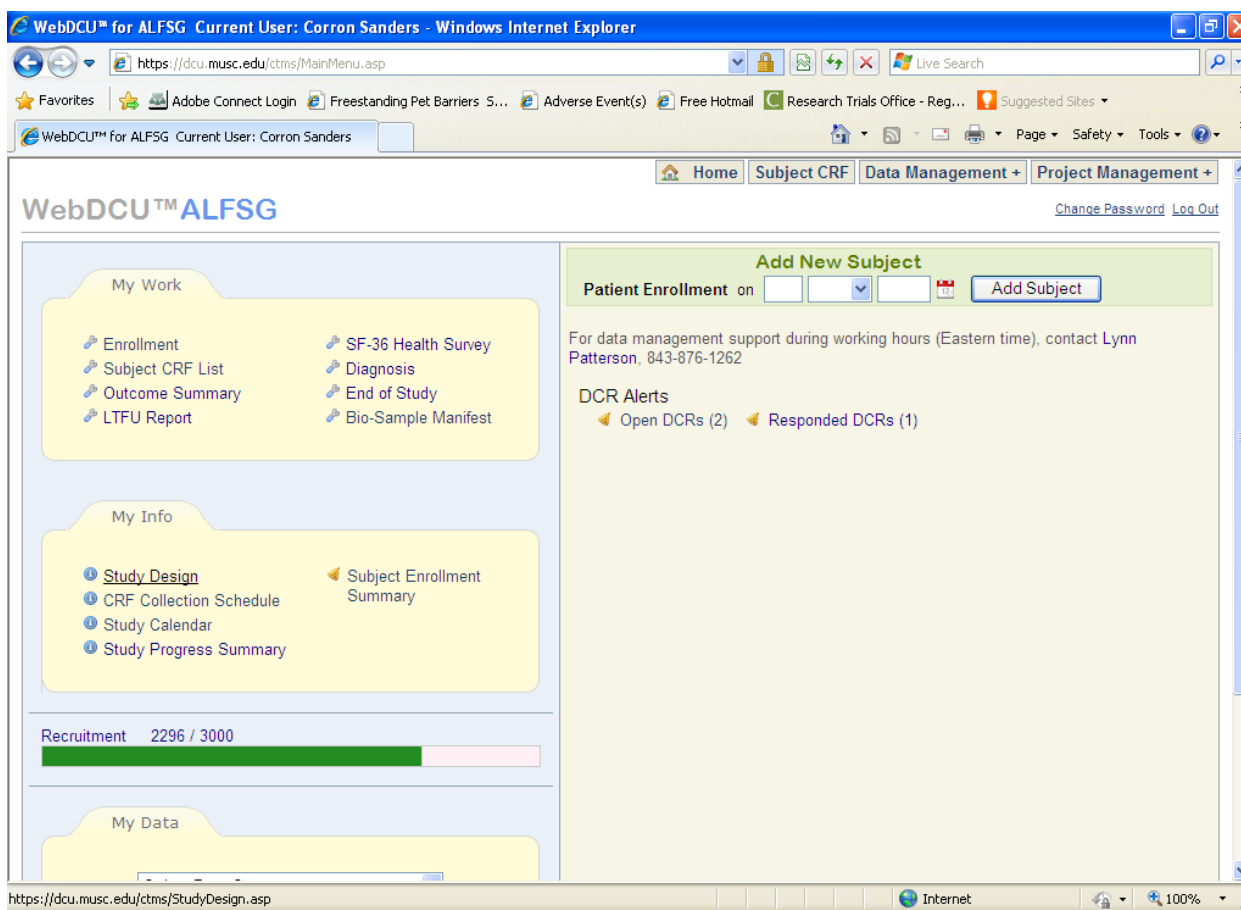 WebDCU™ for ALFSG  Current User: Corron Sanders - Windows Internet Explorer
https://dcu.musc.edu/ctms/MainMenu.asp
Live Search
Favorites Adobe Connect Login Freestanding Pet Barriers S... Adverse Event(s) Free Hotmail Research Trials Office - Reg... Suggested Sites
WebDCU™ for ALFSG  Current User: Corron Sanders
Page Safety Tools
Home Subject CRF Data Management + Project Management +
WebDCU™ALFSG
Change Password Log Out
My Work
Enrollment
Subject CRF List
Outcome Summary
LTFU Report
SF-36 Health Survey
Diagnosis
End of Study
Bio-Sample Manifest
My Info
Study Design
CRF Collection Schedule
Study Calendar
Study Progress Summary
Subject Enrollment
Summary
Recruitment 2296 / 3000
My Data
Add New Subject
Patient Enrollment on Add Subject
For data management support during working hours (Eastern time), contact Lynn
Patterson, 843-876-1262
DCR Alerts
Open DCRs (2) Responded DCRs (1)
https://dcu.musc.edu/ctms/StudyDesign.asp
Internet
100%